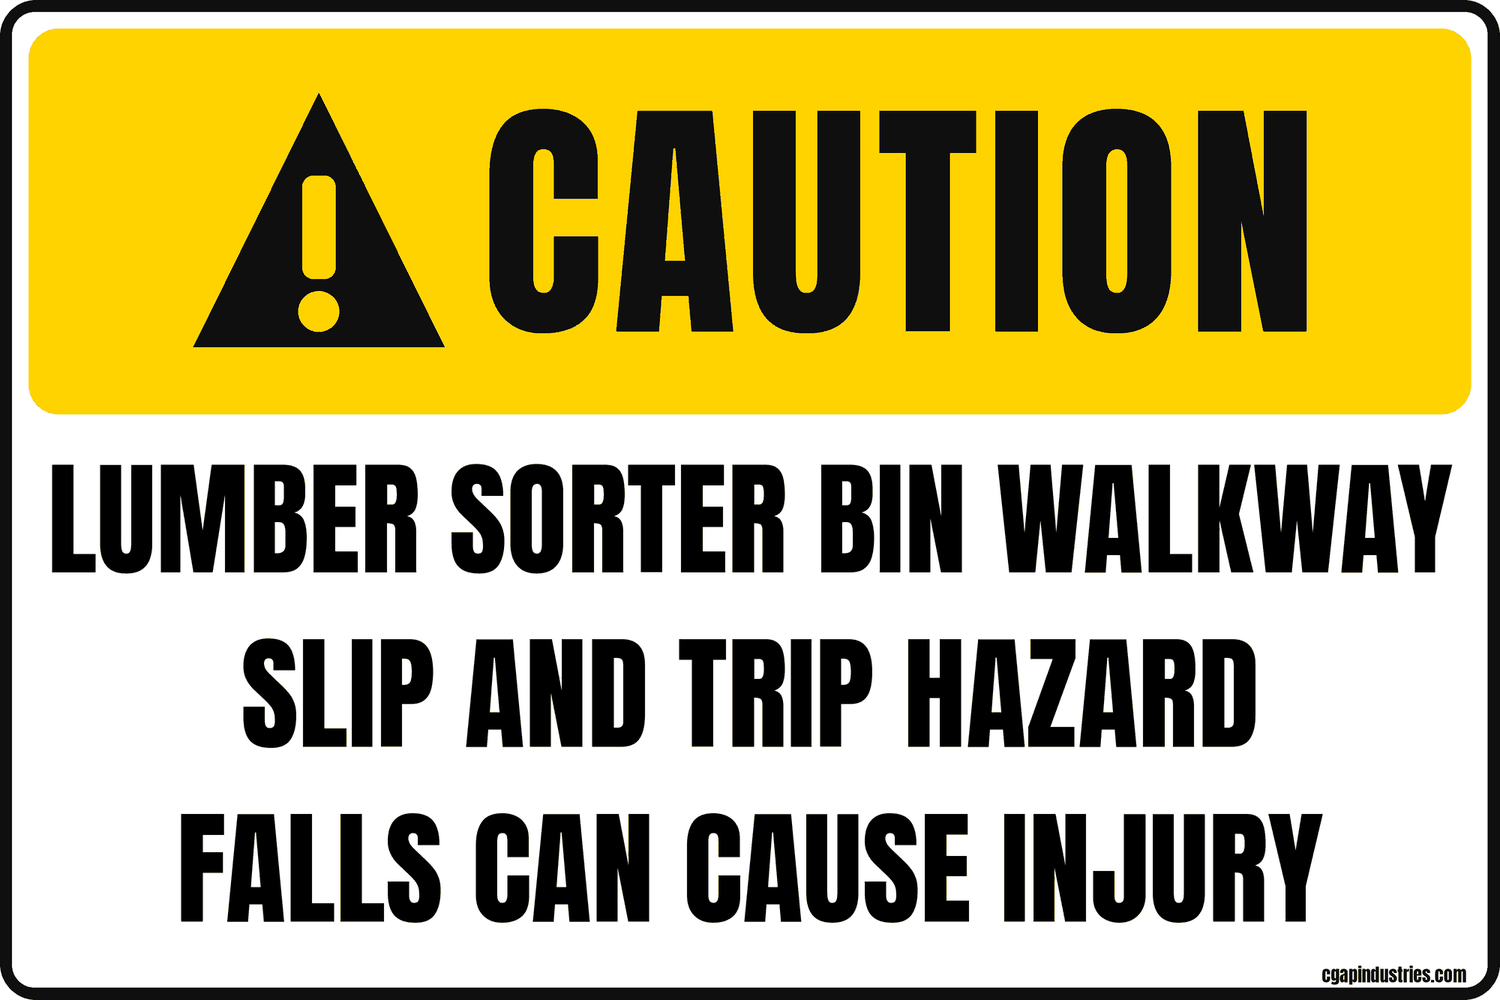 CAUTION
LUMBER SORTER BIN WALKWAY
SLIP AND TRIP HAZARD
FALLS CAN CAUSE INJURY
cgapindustries.com